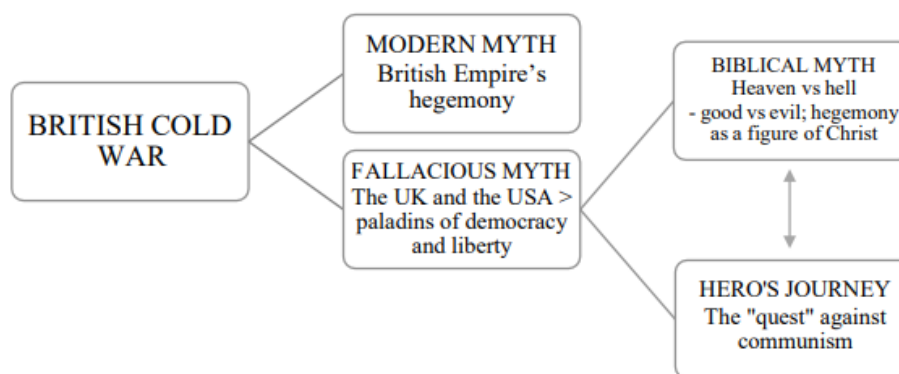 BRITISH COLD
WAR
MODERN MYTH
British Empire’s
hegemony
FALLACIOUS MYTH
The UK and the USA >
paladins of democracy
and liberty
BIBLICAL MYTH
Heaven vs hell
- good vs evil; hegemony
as a figure of Christ
HERO'S JOURNEY
The "quest" against
communism